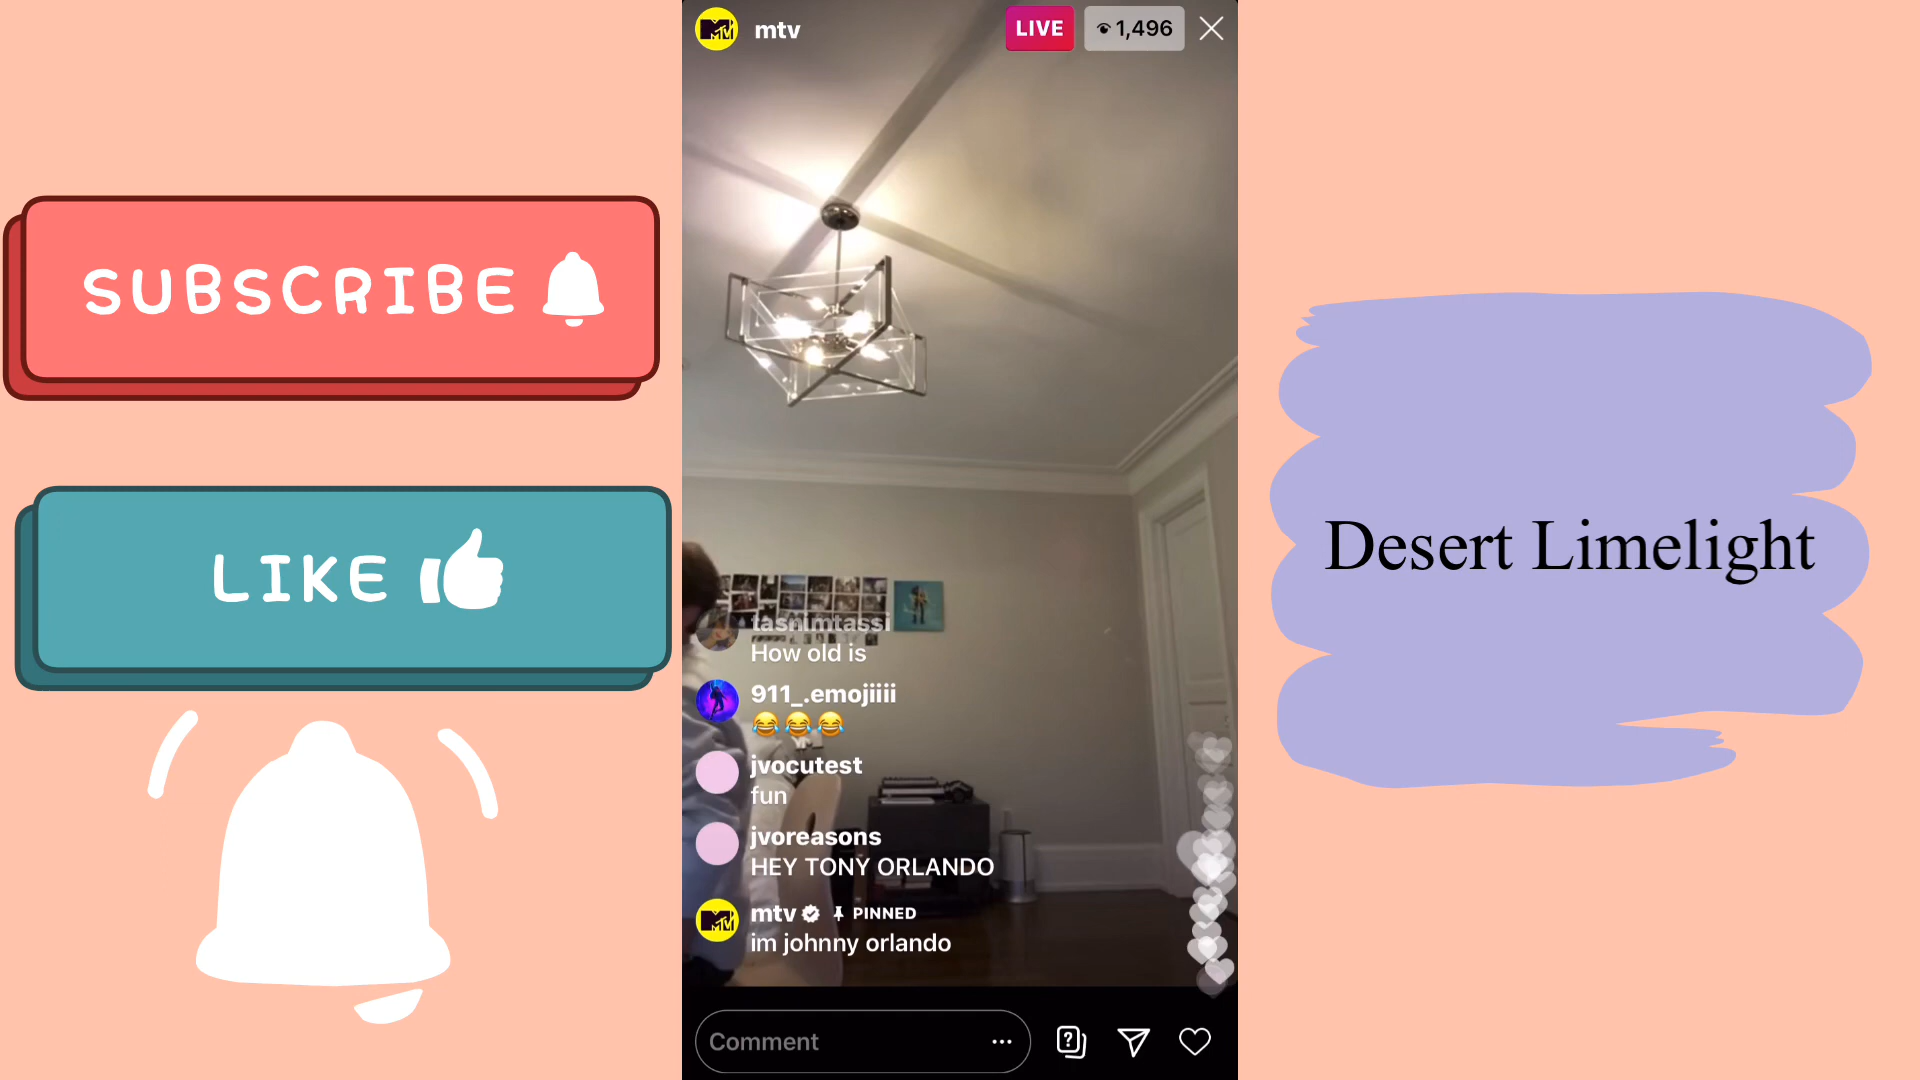 mtv
LIVE
1,496
SUBSCRIBE
LIKE
Desert Limelight
tasnimtassi
How old is
911_.emojiiii
😂😂😂
jvocutest
fun
jvoreasons
HEY TONY ORLANDO
mtv PINNED
im johnny orlando
Comment